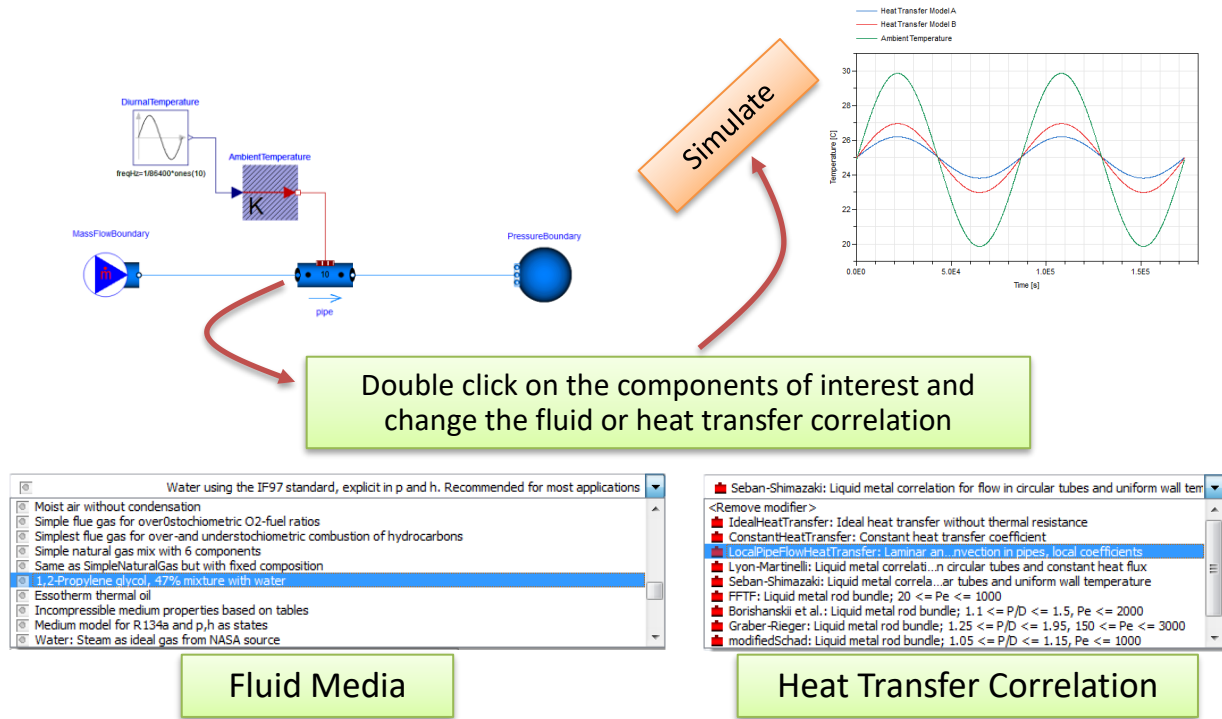 Heat Transfer Model A
Heat Transfer Model B
Ambient Temperature
DiurnalTemperature
freqHz=1/86400*ones(10)
AmbientTemperature
K
MassFlowBoundary
ṁ
10
pipe
PressureBoundary
Simulate
Temperature [C]
30
28
26
24
22
20
0.0E0
5.0E4
1.0E5
1.5E5
Time [s]
Double click on the components of interest and
change the fluid or heat transfer correlation
Water using the IF97 standard, explicit in p and h. Recommended for most applications
Moist air without condensation
Simple flue gas for over0stochiometric O2-fuel ratios
Simplest flue gas for over-and understochiometric combustion of hydrocarbons
Simple natural gas mix with 6 components
Same as SimpleNaturalGas but with fixed composition
1,2-Propylene glycol, 47% mixture with water
Essotherm thermal oil
Incompressible medium properties based on tables
Medium model for R134a and p,h as states
Water: Steam as ideal gas from NASA source
Fluid Media
Seban-Shimazaki: Liquid metal correlation for flow in circular tubes and uniform wall tem
<Remove modifier>
IdealHeatTransfer: Ideal heat transfer without thermal resistance
ConstantHeatTransfer: Constant heat transfer coefficient
LocalPipeFlowHeatTransfer: Laminar an...nvection in pipes, local coefficients
Lyon-Martinelli: Liquid metal correlati...n circular tubes and constant heat flux
Seban-Shimazaki: Liquid metal correla...ar tubes and uniform wall temperature
FFTF: Liquid metal rod bundle; 20 <= Pe <= 1000
Borishanskii et al.: Liquid metal rod bundle; 1.1 <= P/D <= 1.5, Pe <= 2000
Graber-Rieger: Liquid metal rod bundle; 1.25 <= P/D <= 1.95, 150 <= Pe <= 3000
modifiedSchad: Liquid metal rod bundle; 1.05 <= P/D <= 1.15, Pe <= 1000
Heat Transfer Correlation